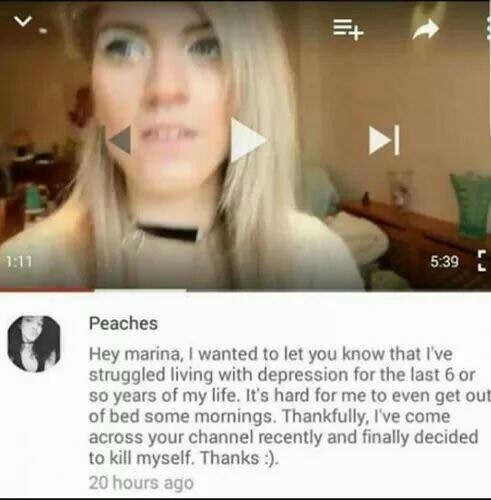 1:11
5:39
Peaches
Hey marina, I wanted to let you know that I've
struggled living with depression for the last 6 or
so years of my life. It's hard for me to even get out
of bed some mornings. Thankfully, I've come
across your channel recently and finally decided
to kill myself. Thanks :).
20 hours ago